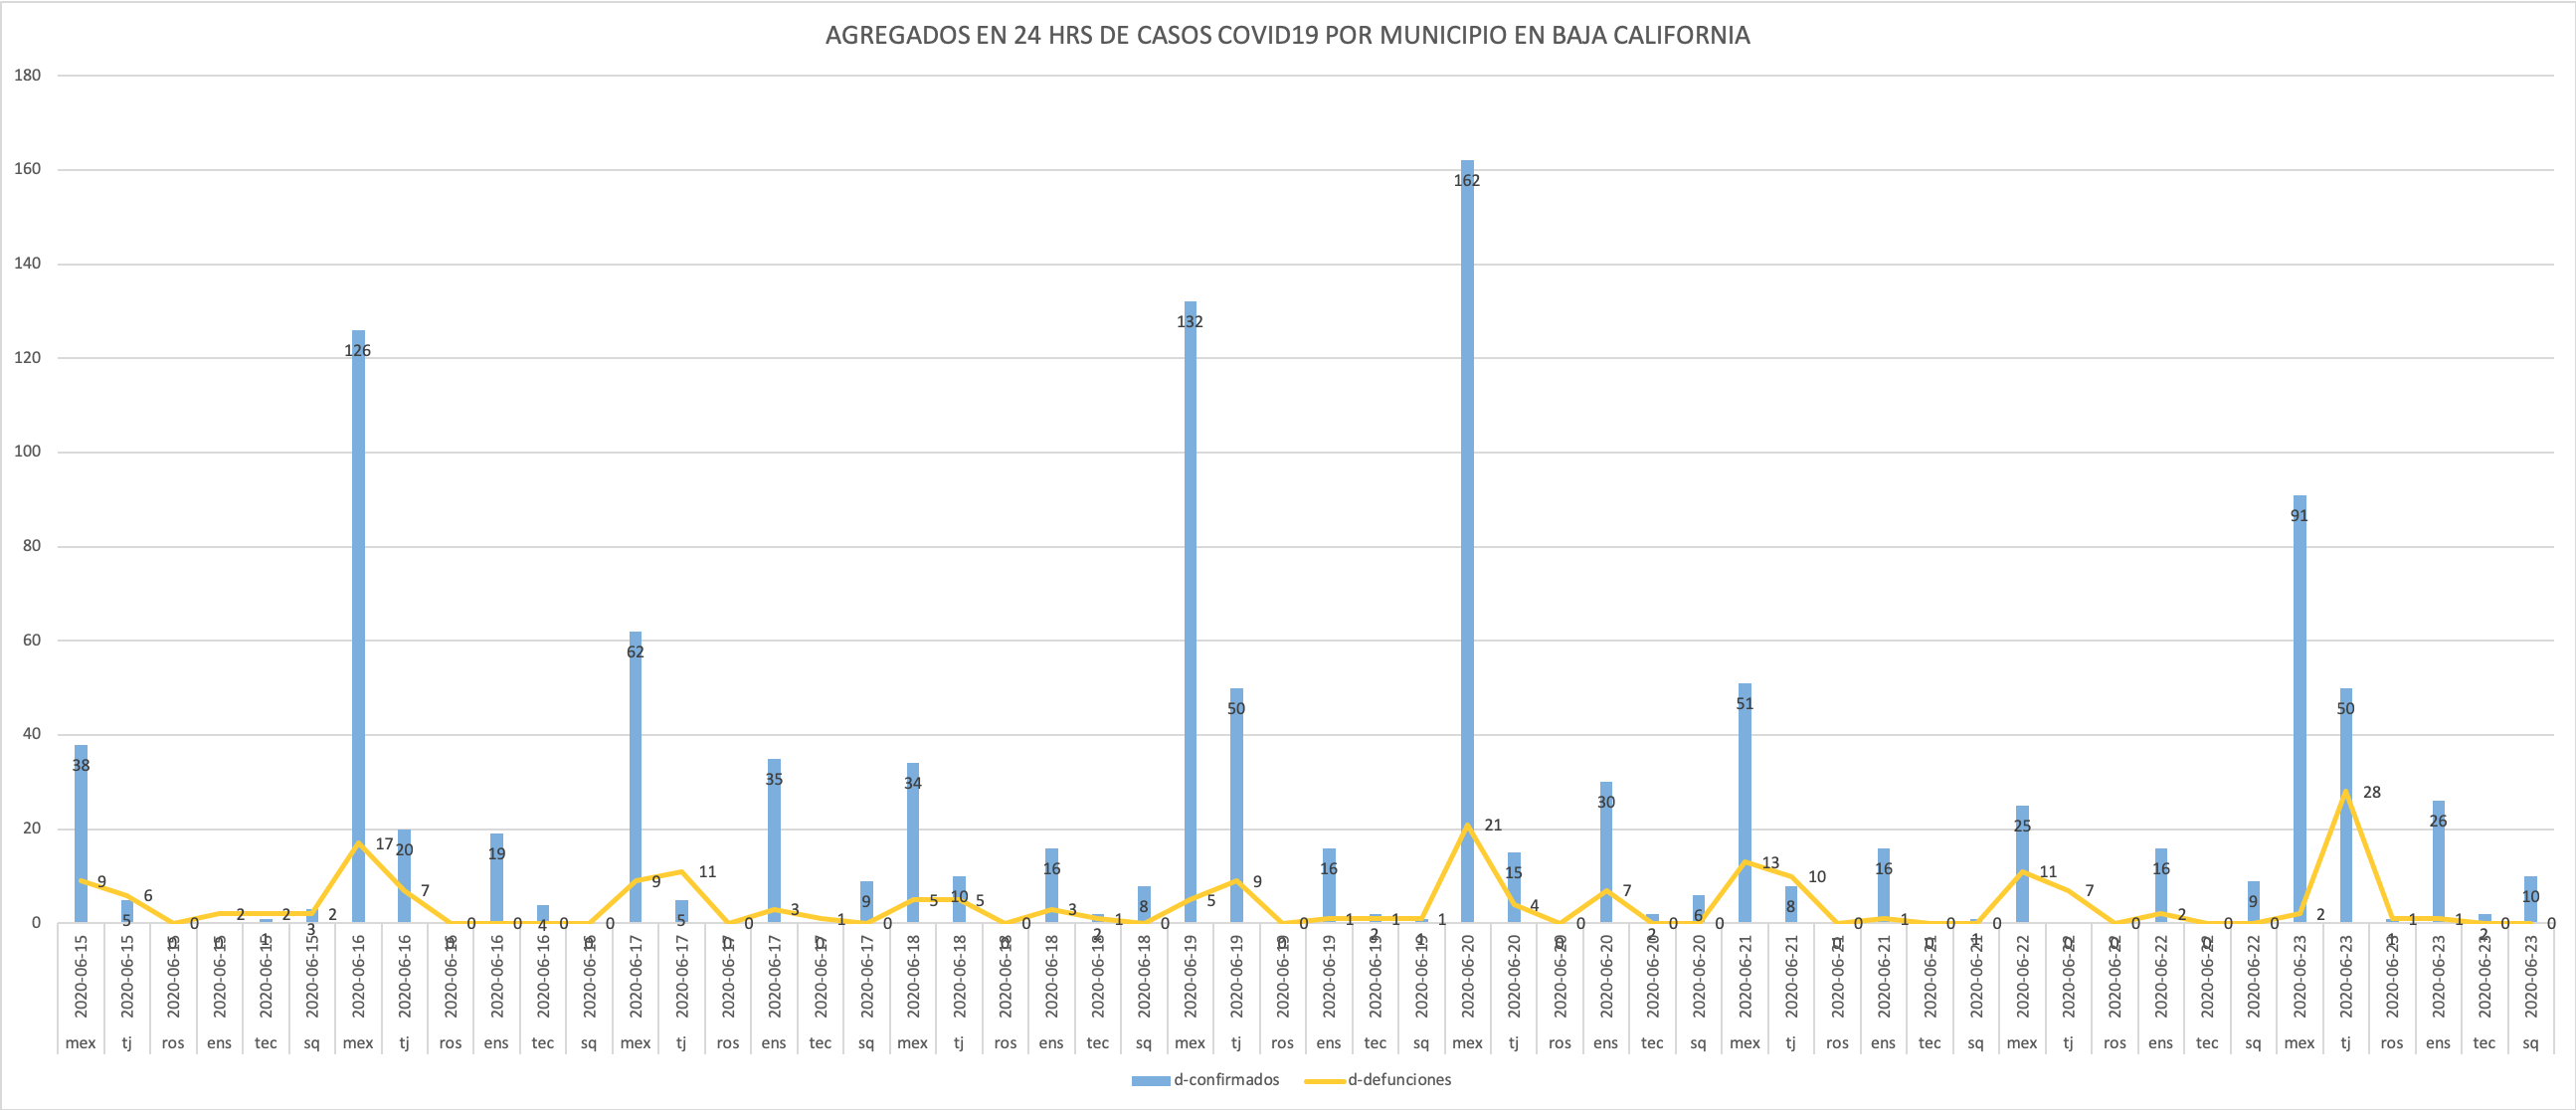 AGREGADOS EN 24 HRS DE CASOS COVID19 POR MUNICIPIO EN BAJA CALIFORNIA
180
160
140
120
100
80
60
40
20
0
38 5 0 0 1 3 126 20 0 19 4 0 62 5 0 35 0 9 34 10 0 16 2 8 132 50 0 16 2 1 162 15 0 30 2 6 51 8 0 16 0 1 25 0 0 16 0 9 91 50 1 26 2 10
9 6 0 2 2 2 17 7 0 0 0 0 9 11 0 3 1 0 5 5 0 3 1 0 5 9 0 1 1 1 21 4 0 7 0 0 13 10 0 1 0 11 7 0 2 0 2 28 1 1 0 0
2020-06-15 2020-06-15 2020-06-15 2020-06-15 2020-06-15 2020-06-15 2020-06-16 2020-06-16 2020-06-16 2020-06-16 2020-06-16 2020-06-16 2020-06-17 2020-06-17 2020-06-17 2020-06-17 2020-06-17 2020-06-17 2020-06-18 2020-06-18 2020-06-18 2020-06-18 2020-06-18 2020-06-18 2020-06-19 2020-06-19 2020-06-19 2020-06-19 2020-06-19 2020-06-19 2020-06-20 2020-06-20 2020-06-20 2020-06-20 2020-06-20 2020-06-20 2020-06-21 2020-06-21 2020-06-21 2020-06-21 2020-06-21 2020-06-21 2020-06-22 2020-06-22 2020-06-22 2020-06-22 2020-06-22 2020-06-22 2020-06-23 2020-06-23 2020-06-23 2020-06-23 2020-06-23 2020-06-23
mex tj ros ens tec sq mex tj ros ens tec sq mex tj ros ens tec sq mex tj ros ens tec sq mex tj ros ens tec sq mex tj ros ens tec sq mex tj ros ens tec sq mex tj ros ens tec sq mex tj ros ens tec sq
d-confirmados d-defunciones